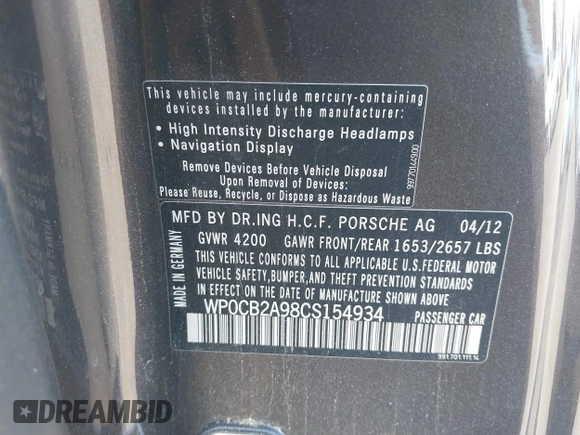 This vehicle may include mercury-containing
devices installed by the manufacturer:
• High Intensity Discharge Headlamps
• Navigation Display
Remove Devices Before Vehicle Disposal
Upon Removal of Devices:
Please Reuse, Recycle, or Dispose as Hazardous Waste
MADE IN GERMANY
MFD BY DR.ING H.C.F. PORSCHE AG 04/12
GVWR 4200 GAWR FRONT/REAR 1653/2657 LBS
THIS VEHICLE CONFORMS TO ALL APPLICABLE U.S.FEDERAL MOTOR
VEHICLE SAFETY,BUMPER,AND THEFT PREVENTION STANDARDS
IN EFFECT ON THE DATE OF MANUFACTURE SHOWN ABOVE
WP0CB2A98CS154934
PASSENGER CAR
DREAMBID